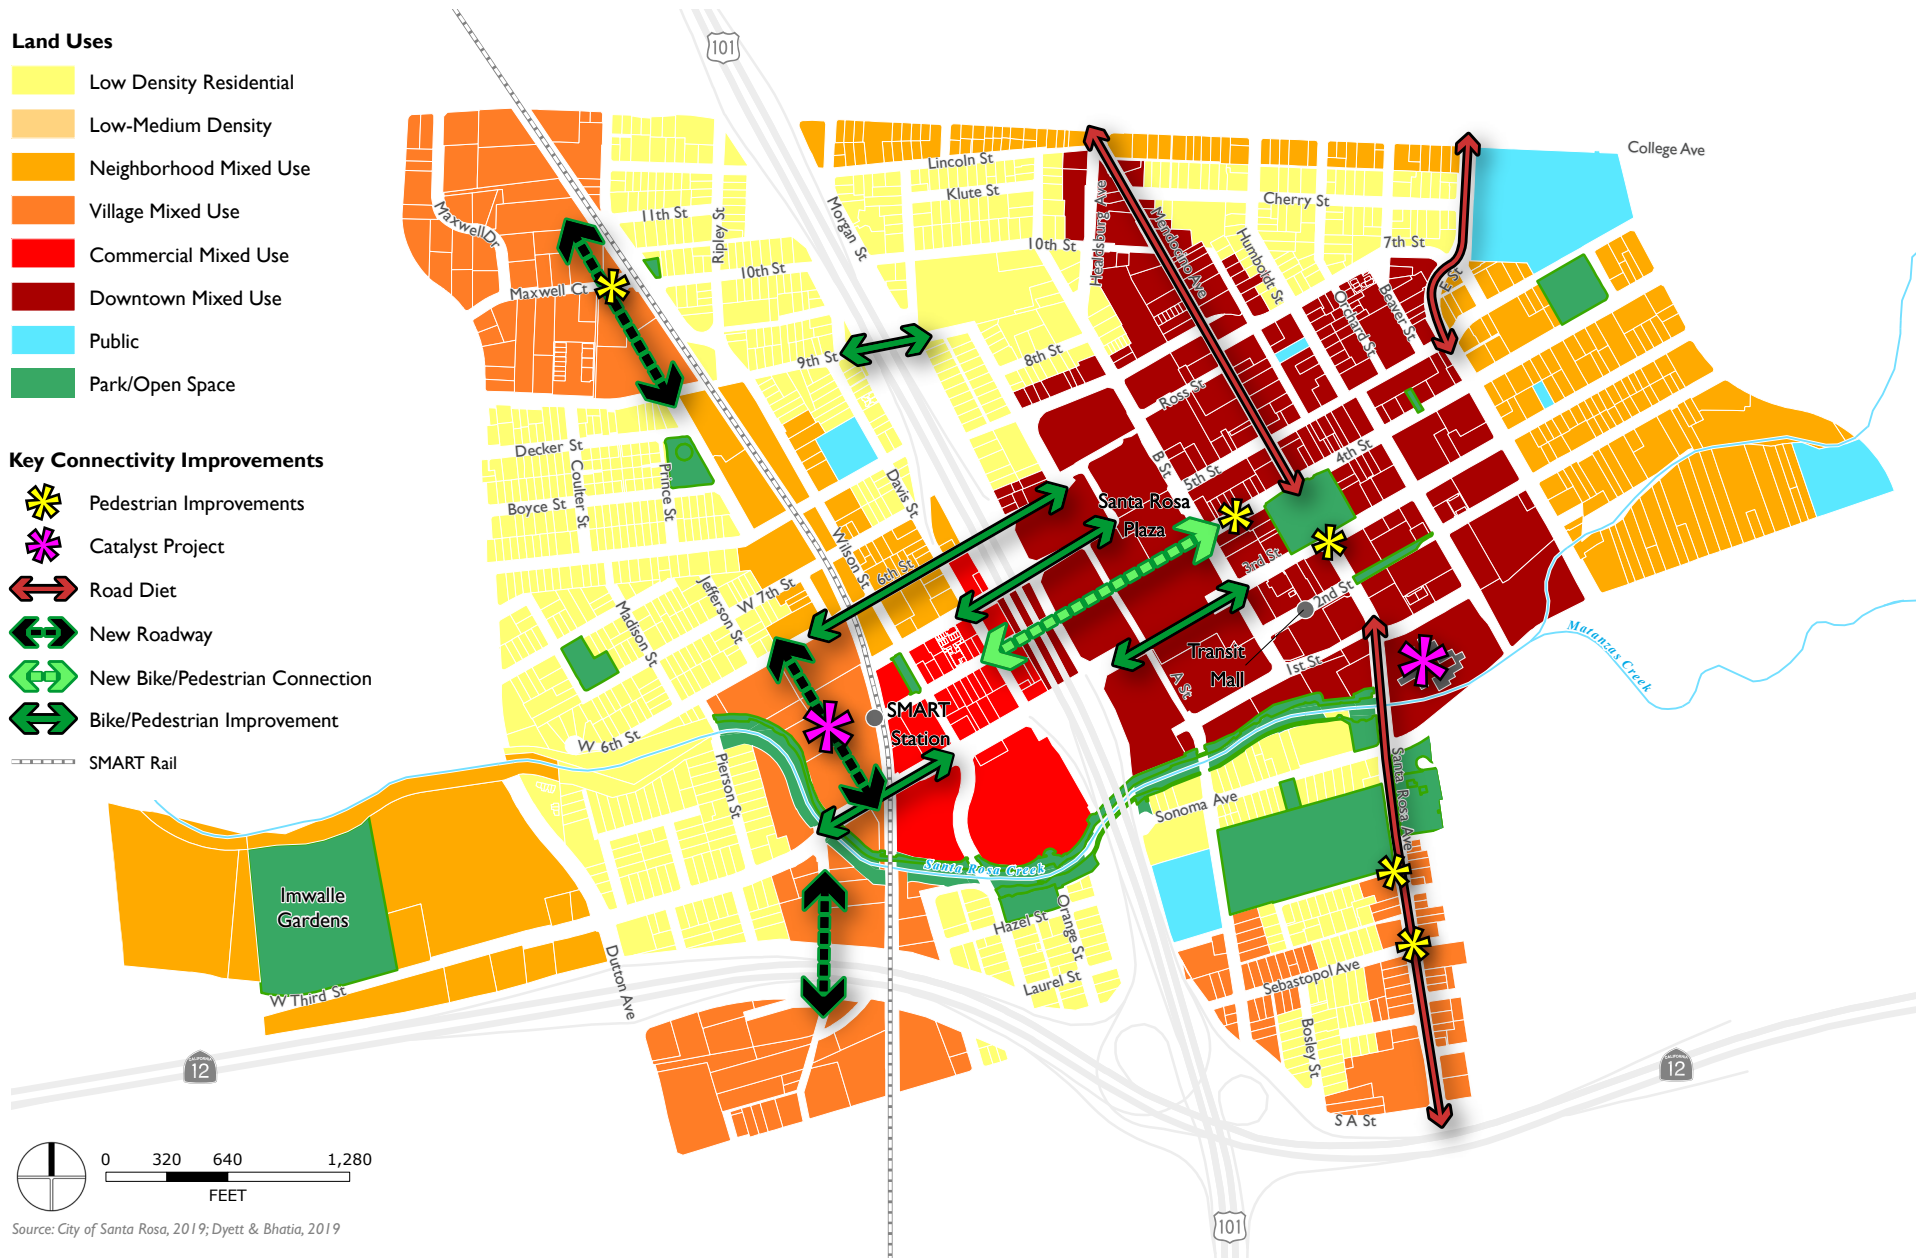 Land Uses
Low Density Residential
Low-Medium Density
Neighborhood Mixed Use
Village Mixed Use
Commercial Mixed Use
Downtown Mixed Use
Public
Park/Open Space
Key Connectivity Improvements
Pedestrian Improvements
Catalyst Project
Road Diet
New Roadway
New Bike/Pedestrian Connection
Bike/Pedestrian Improvement
SMART Rail
101
College Ave
Lincoln St
Klute St
Cherry St
11th St
Ripley St
Morgan St
Maxwell Dr
10th St
Healdsburg Ave
Mendocino Ave
Humboldt St
7th St
10th St
E St
Maxwell Ct
Orchard St
Beaver St
9th St
8th St
Ross St
Decker St
Coulter St
Prince St
Boyce St
Davis St
B St
5th St
4th St
Santa Rosa
Plaza
Wilson St
6th St
3rd St
2nd St
W 7th St
Jefferson St
Madison St
Transit
Mall
1st St
A St
Maranzas Creek
SMART
Station
W 6th St
Pierson St
Sonoma Ave
Santa Rosa Ave
Santa Rosa Creek
Imwalle
Gardens
Hazel St
Orange St
Laurel St
Dutton Ave
W Third St
Sebastopol Ave
Bosley St
S A St
CALIFORNIA
12
CALIFORNIA
12
101
0 320 640 1,280
FEET
Source: City of Santa Rosa, 2019; Dyett & Bhatia, 2019